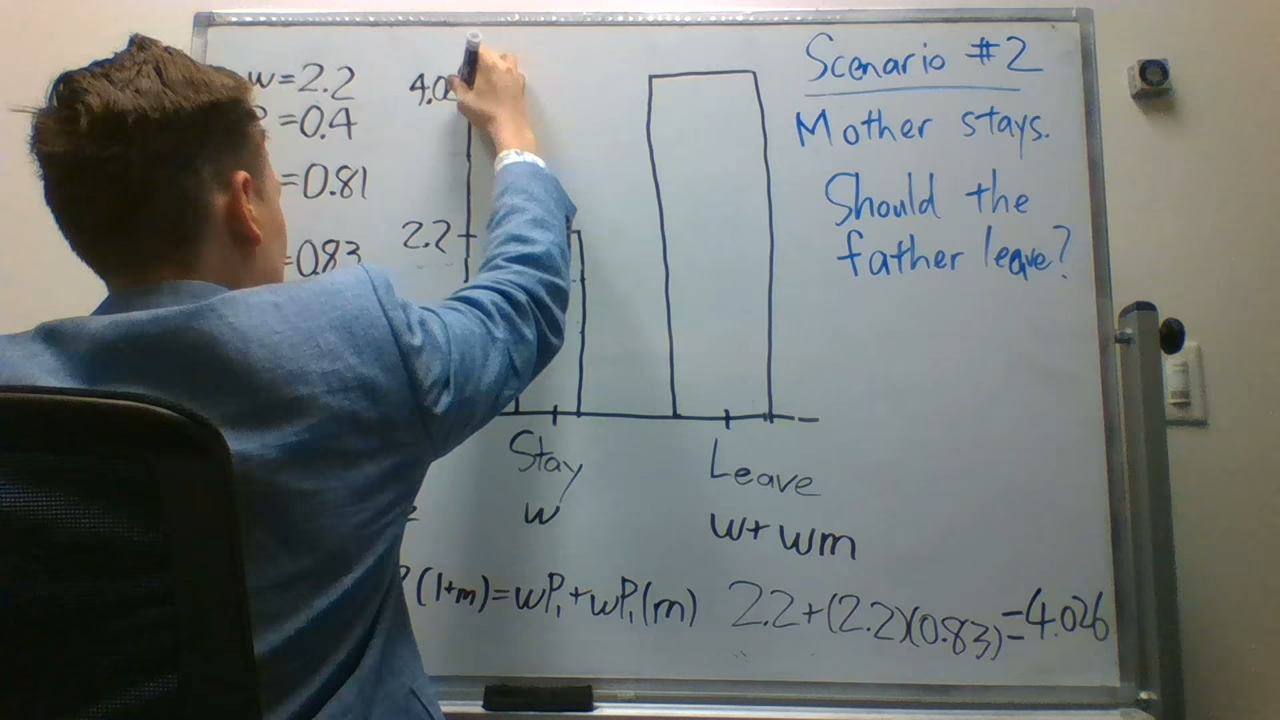 w=2.2
=0.4
=0.81
=0.83
4.0
2.2
Stay
w
Leave
w+wm
Scenario #2
Mother stays.
Should the
father leave?
(1+m)=wP₁+wP₁(m)
2.2+(2.2)(0.83)=4.026